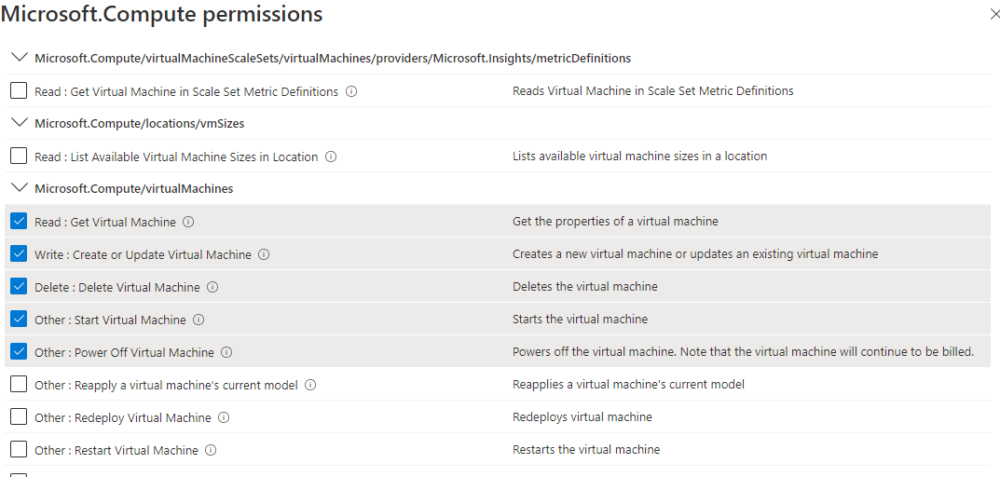 Microsoft.Compute permissions
Microsoft.Compute/virtualMachineScaleSets/virtualMachines/providers/Microsoft.Insights/metricDefinitions
Read : Get Virtual Machine in Scale Set Metric Definitions Reads Virtual Machine in Scale Set Metric Definitions
Microsoft.Compute/locations/vmSizes
Read : List Available Virtual Machine Sizes in Location Lists available virtual machine sizes in a location
Microsoft.Compute/virtualMachines
Read : Get Virtual Machine Get the properties of a virtual machine
Write : Create or Update Virtual Machine Creates a new virtual machine or updates an existing virtual machine
Delete : Delete Virtual Machine Deletes the virtual machine
Other : Start Virtual Machine Starts the virtual machine
Other : Power Off Virtual Machine Powers off the virtual machine. Note that the virtual machine will continue to be billed.
Other : Reapply a virtual machine's current model Reapplies a virtual machine's current model
Other : Redeploy Virtual Machine Redeploys virtual machine
Other : Restart Virtual Machine Restarts the virtual machine